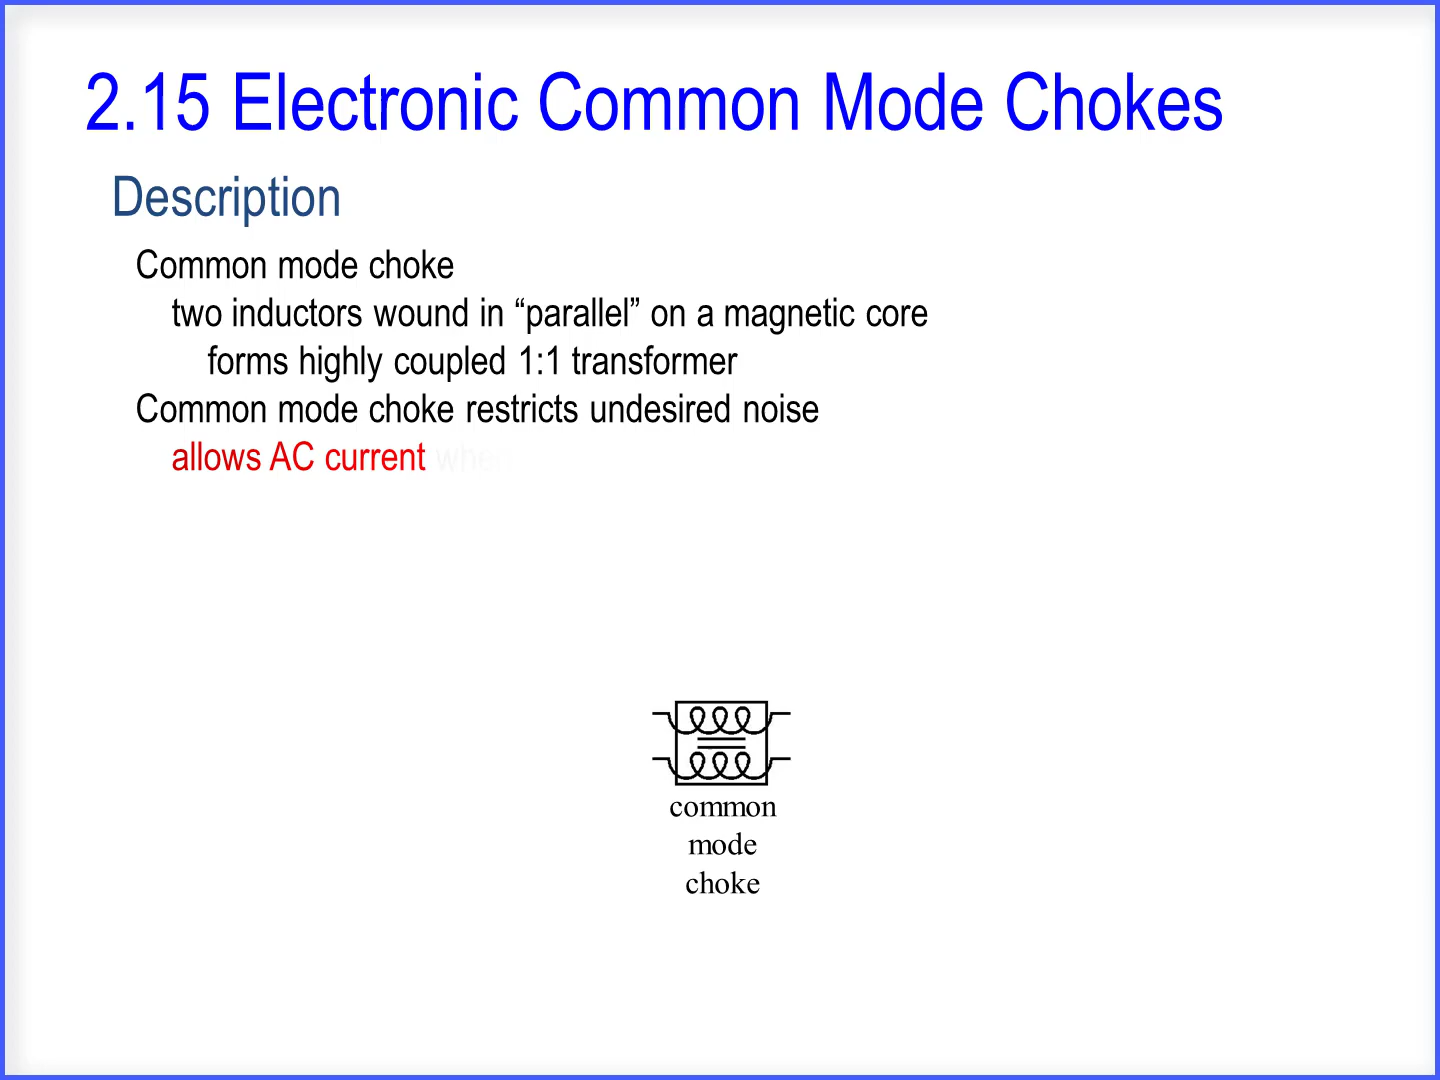 2.15 Electronic Common Mode Chokes
Description
Common mode choke
two inductors wound in “parallel” on a magnetic core
forms highly coupled 1:1 transformer
Common mode choke restricts undesired noise
allows AC current
common
mode
choke